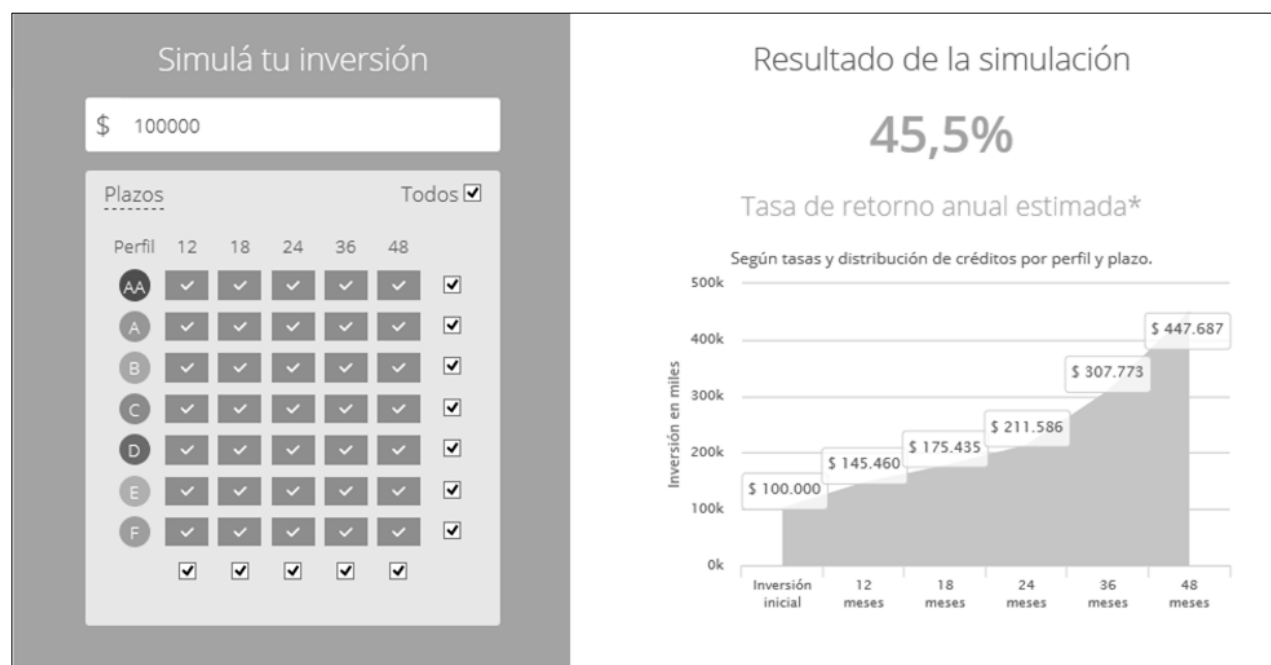 Simulá tu inversión
$ 100000
Plazos Todos
Perfil 12 18 24 36 48
AA
A
B
C
D
E
F
Resultado de la simulación
45,5%
Tasa de retorno anual estimada*
Según tasas y distribución de créditos por perfil y plazo.
Inversión en miles
500k
400k
300k
200k
100k
0k
$ 100.000
$ 145.460
$ 175.435
$ 211.586
$ 307.773
$ 447.687
Inversión inicial
12 meses
18 meses
24 meses
36 meses
48 meses